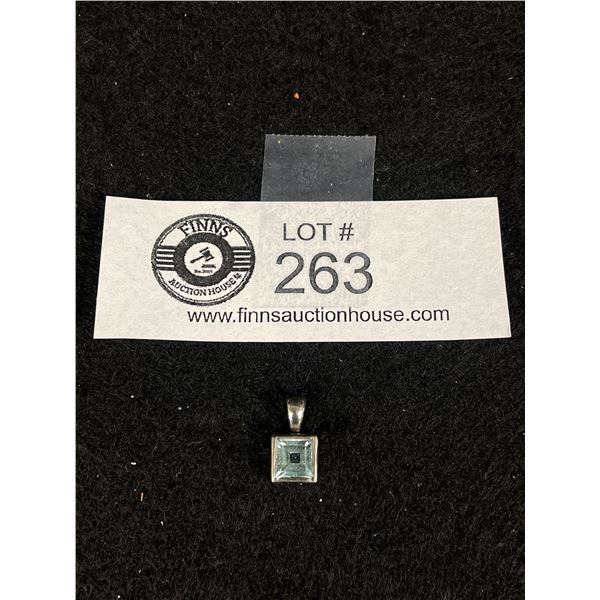 FINNS
AUCTION HOUSE
LOT #
263
www.finnsauctionhouse.com